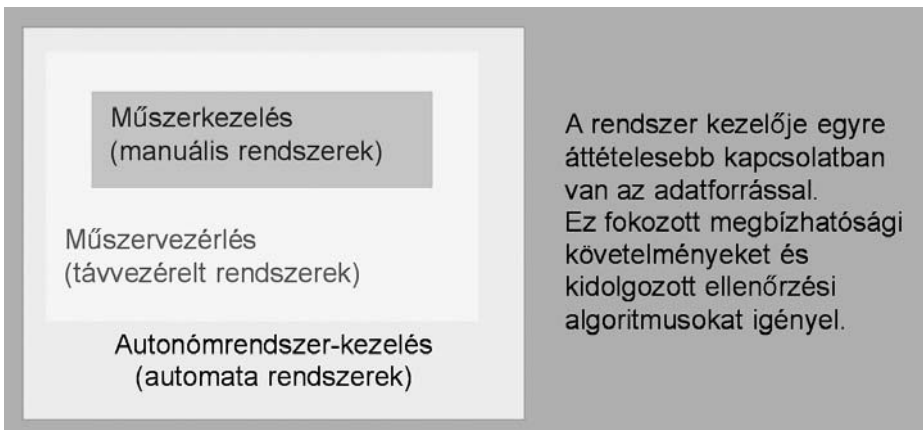 Műszerkezelés
(manuális rendszerek)
Műszervezérlés
(távvezérelt rendszerek)
Autonómrendszer-kezelés
(automata rendszerek)
A rendszer kezelője egyre
áttételesebb kapcsolatban
van az adatforrással.
Ez fokozott megbízhatósági
követelményeket és
kidolgozott ellenőrzési
algoritmusokat igényel.